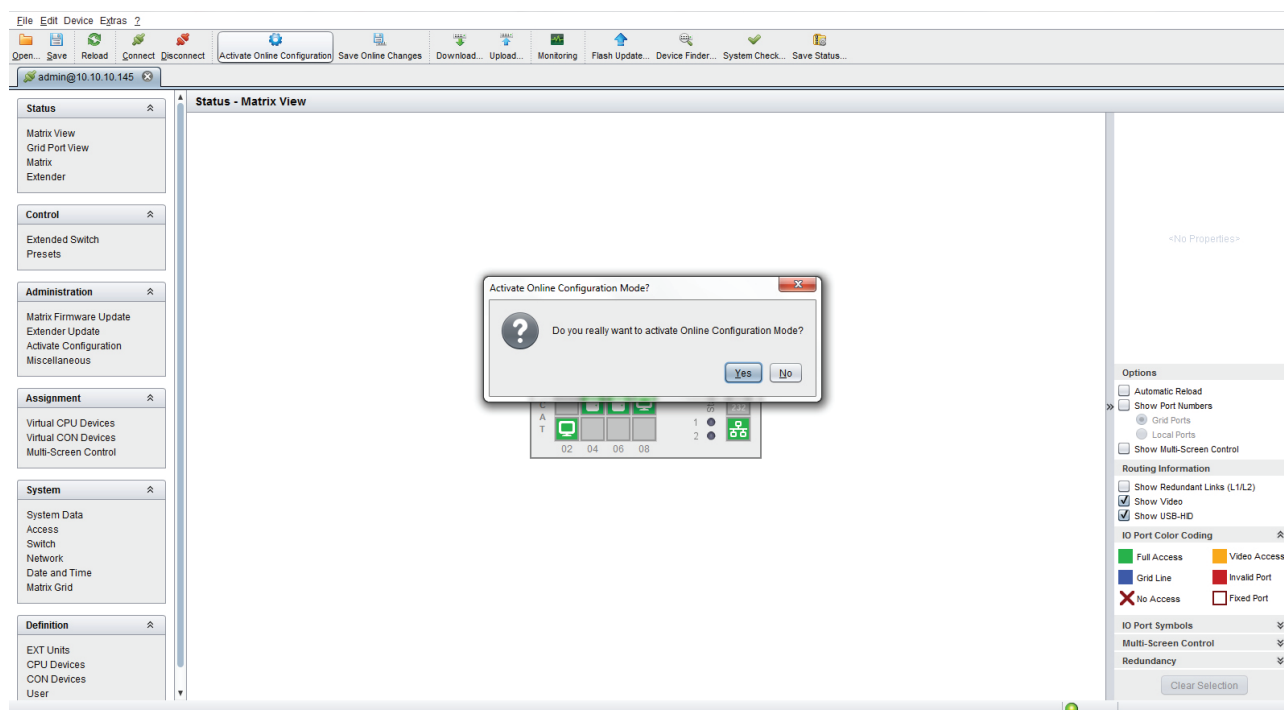 File Edit Device Extras ?
Open... Save Reload Connect Disconnect Activate Online Configuration Save Online Changes Download... Upload... Monitoring Flash Update... Device Finder... System Check... Save Status...
admin@10.10.10.145
Status
Matrix View
Grid Port View
Matrix
Extender
Control
Extended Switch
Presets
Administration
Matrix Firmware Update
Extender Update
Activate Configuration
Miscellaneous
Assignment
Virtual CPU Devices
Virtual CON Devices
Multi-Screen Control
System
System Data
Access
Switch
Network
Date and Time
Matrix Grid
Definition
EXT Units
CPU Devices
CON Devices
User
Status - Matrix View
Activate Online Configuration Mode?
Do you really want to activate Online Configuration Mode?
Yes No
C
A
T
1
2
02 04 06 08
<No Properties>
Options
Automatic Reload
Show Port Numbers
Grid Ports
Local Ports
Show Multi-Screen Control
Routing Information
Show Redundant Links (L1/L2)
Show Video
Show USB-HID
IO Port Color Coding
Full Access Video Access
Grid Line Invalid Port
No Access Fixed Port
IO Port Symbols
Multi-Screen Control
Redundancy
Clear Selection